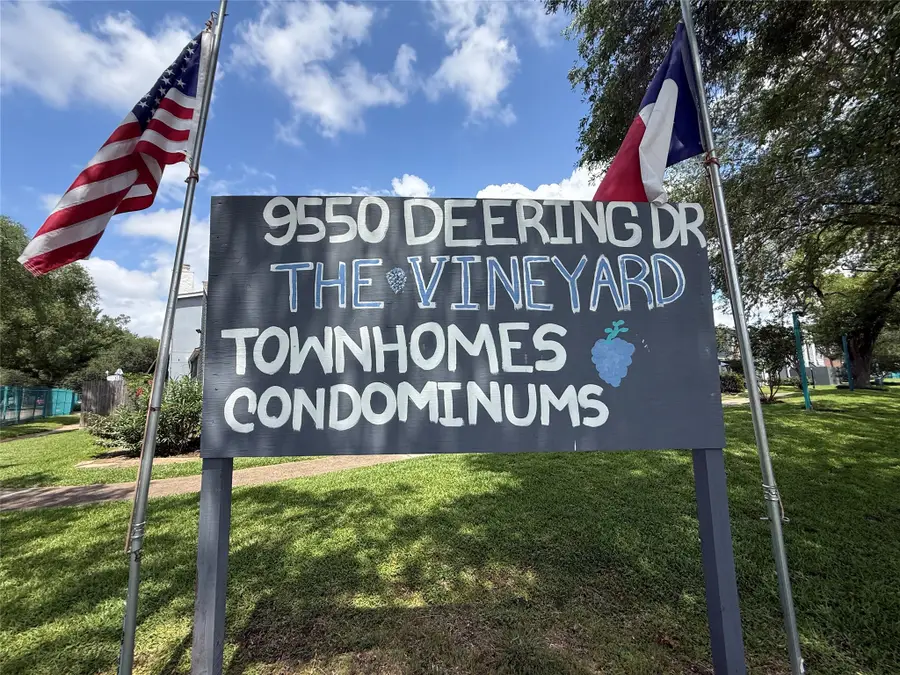 9550 DEERING DR
THE VINEYARD
TOWNHOMES
CONDOMINUMS